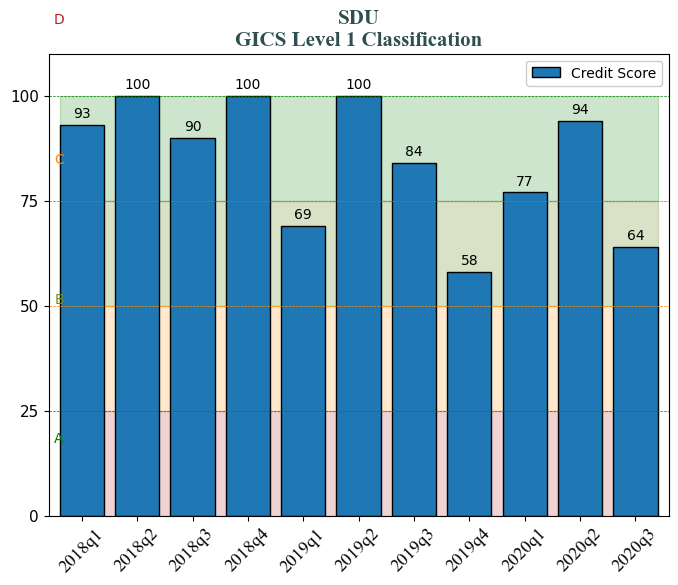 D
SDU
GICS Level 1 Classification
Credit Score
100
93
100
90
100
69
100
84
58
77
94
64
C
75
B
50
A
25
0
2018q1
2018q2
2018q3
2018q4
2019q1
2019q2
2019q3
2019q4
2020q1
2020q2
2020q3